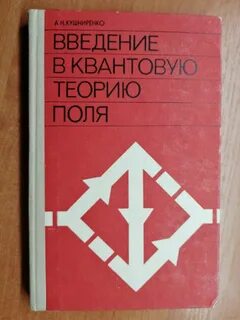 А.Н.КУШНИРЕНКО
ВВЕДЕНИЕ
В КВАНТОВУЮ
ТЕОРИЮ
ПОЛЯ